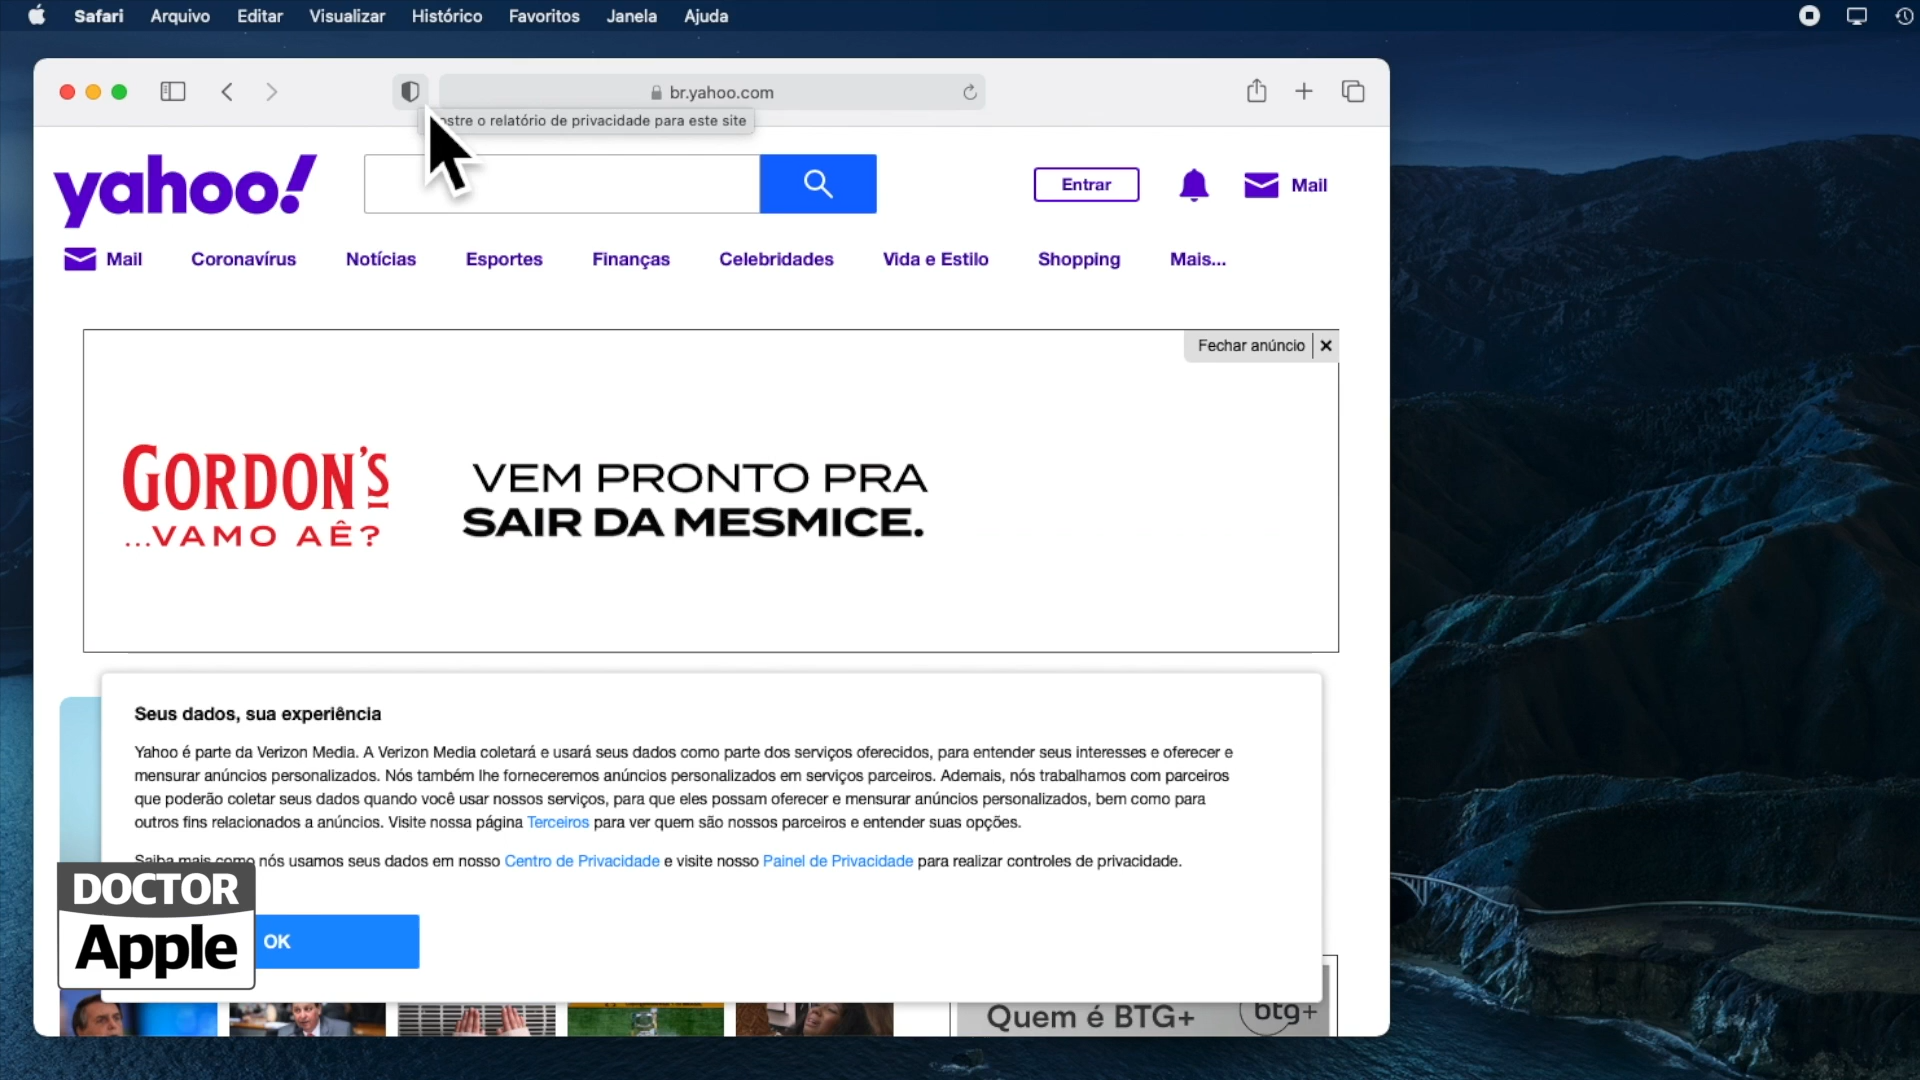 Safari Arquivo Editar Visualizar Histórico Favoritos Janela Ajuda
br.yahoo.com
o relatório de privacidade para este site
yahoo!
Entrar
Mail
Mail Coronavírus Notícias Esportes Finanças Celebridades Vida e Estilo Shopping Mais...
Fechar anúncio
GORDON'S
...VAMO AÊ?
VEM PRONTO PRA
SAIR DA MESMICE.
Seus dados, sua experiência
Yahoo é parte da Verizon Media. A Verizon Media coletará e usará seus dados como parte dos serviços oferecidos, para entender seus interesses e oferecer e
mensurar anúncios personalizados. Nós também lhe forneceremos anúncios personalizados em serviços parceiros. Ademais, nós trabalhamos com parceiros
que poderão coletar seus dados quando você usar nossos serviços, para que eles possam oferecer e mensurar anúncios personalizados, bem como para
outros fins relacionados a anúncios. Visite nossa página Terceiros para ver quem são nossos parceiros e entender suas opções.
Saiba mais como nós usamos seus dados em nosso Centro de Privacidade e visite nosso Painel de Privacidade para realizar controles de privacidade.
OK
DOCTOR
Apple
Quem é BTG+
btg+